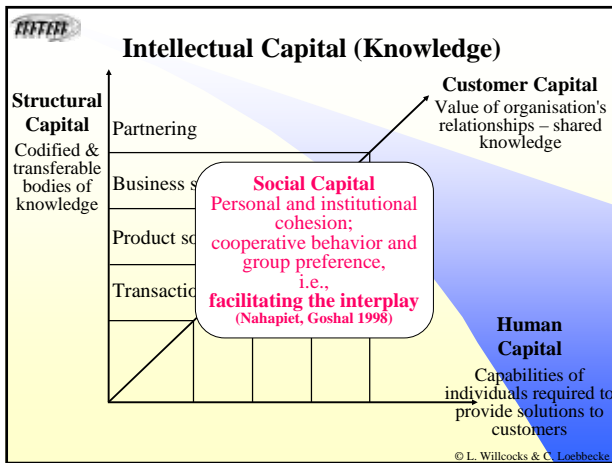 Intellectual Capital (Knowledge)
Structural
Capital
Codified &
transferable
bodies of
knowledge
Customer Capital
Value of organisation's
relationships – shared
knowledge
Partnering
Business s
Product so
Transactio
Social Capital
Personal and institutional
cohesion;
cooperative behavior and
group preference,
i.e.,
facilitating the interplay
(Nahapiet, Goshal 1998)
Human
Capital
Capabilities of
individuals required to
provide solutions to
customers
© L. Willcocks & C. Loebbecke